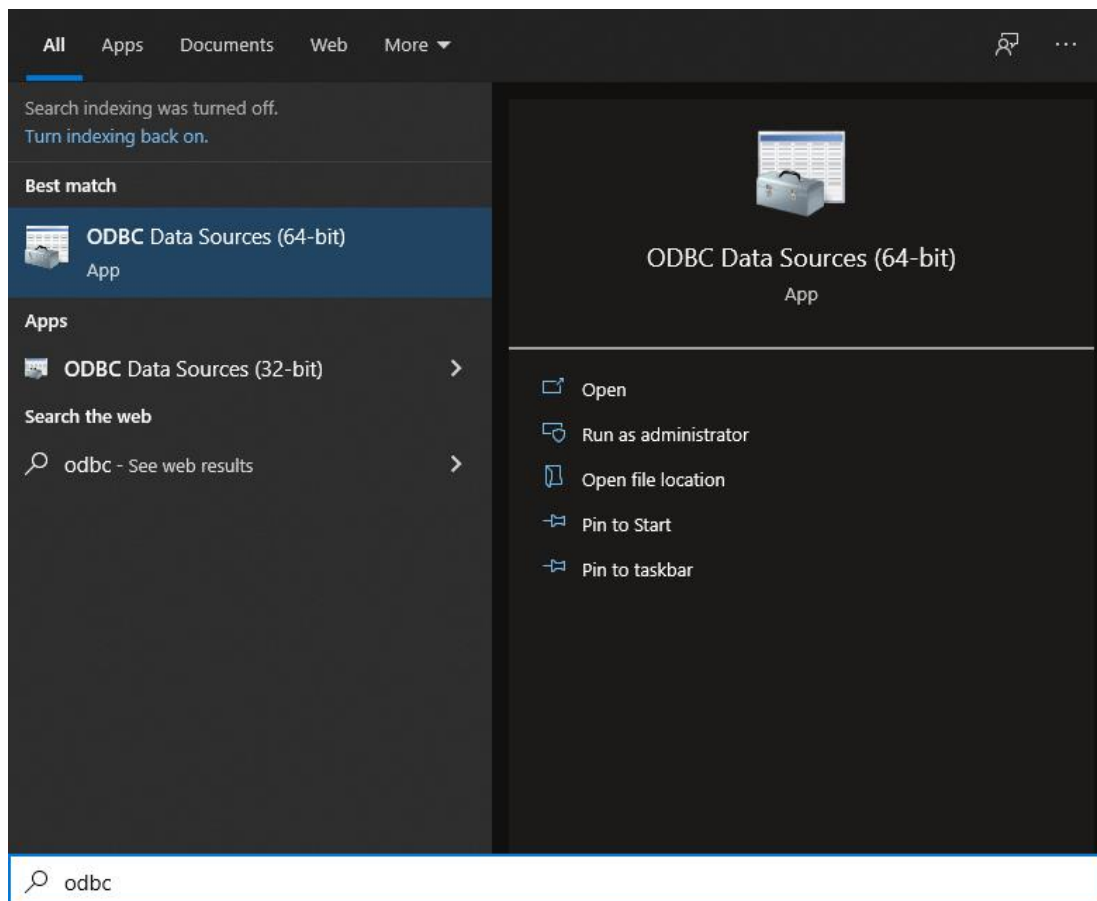 All Apps Documents Web More
Search indexing was turned off.
Turn indexing back on.
Best match
ODBC Data Sources (64-bit)
App
Apps
ODBC Data Sources (32-bit)
Search the web
odbc - See web results
ODBC Data Sources (64-bit)
App
Open
Run as administrator
Open file location
Pin to Start
Pin to taskbar
odbc